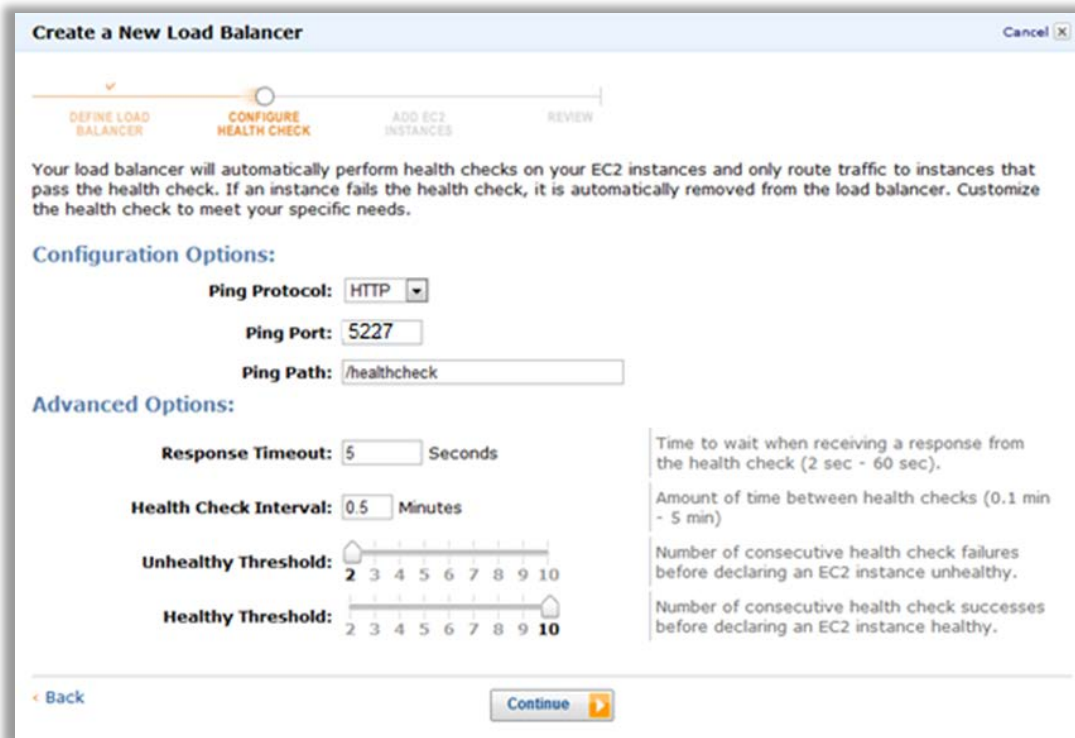 Create a New Load Balancer
Cancel
DEFINE LOAD
BALANCER
CONFIGURE
HEALTH CHECK
ADD EC2
INSTANCES
REVIEW
Your load balancer will automatically perform health checks on your EC2 instances and only route traffic to instances that
pass the health check. If an instance fails the health check, it is automatically removed from the load balancer. Customize
the health check to meet your specific needs.
Configuration Options:
Ping Protocol: HTTP
Ping Port: 5227
Ping Path: /healthcheck
Advanced Options:
Response Timeout: 5 Seconds
Time to wait when receiving a response from
the health check (2 sec - 60 sec).
Health Check Interval: 0.5 Minutes
Amount of time between health checks (0.1 min
- 5 min)
Unhealthy Threshold:
2 3 4 5 6 7 8 9 10
Number of consecutive health check failures
before declaring an EC2 instance unhealthy.
Healthy Threshold:
2 3 4 5 6 7 8 9 10
Number of consecutive health check successes
before declaring an EC2 instance healthy.
Back
Continue